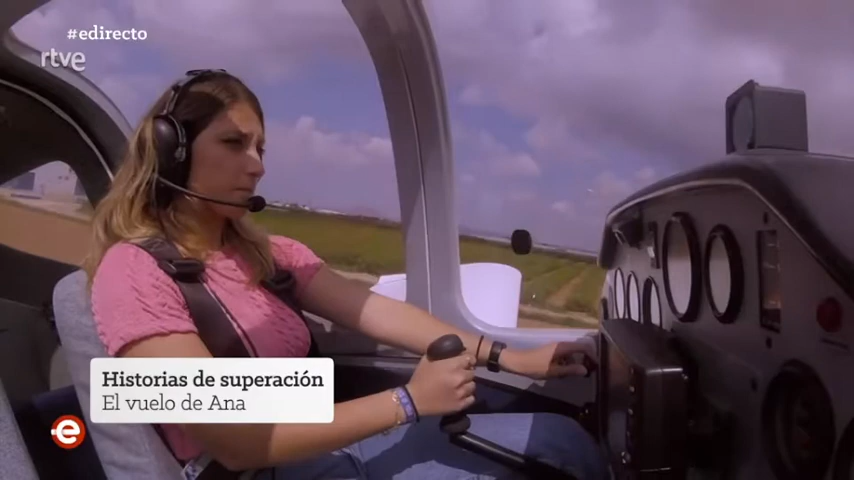 #edirecto
rtve
Historias de superación
El vuelo de Ana
e